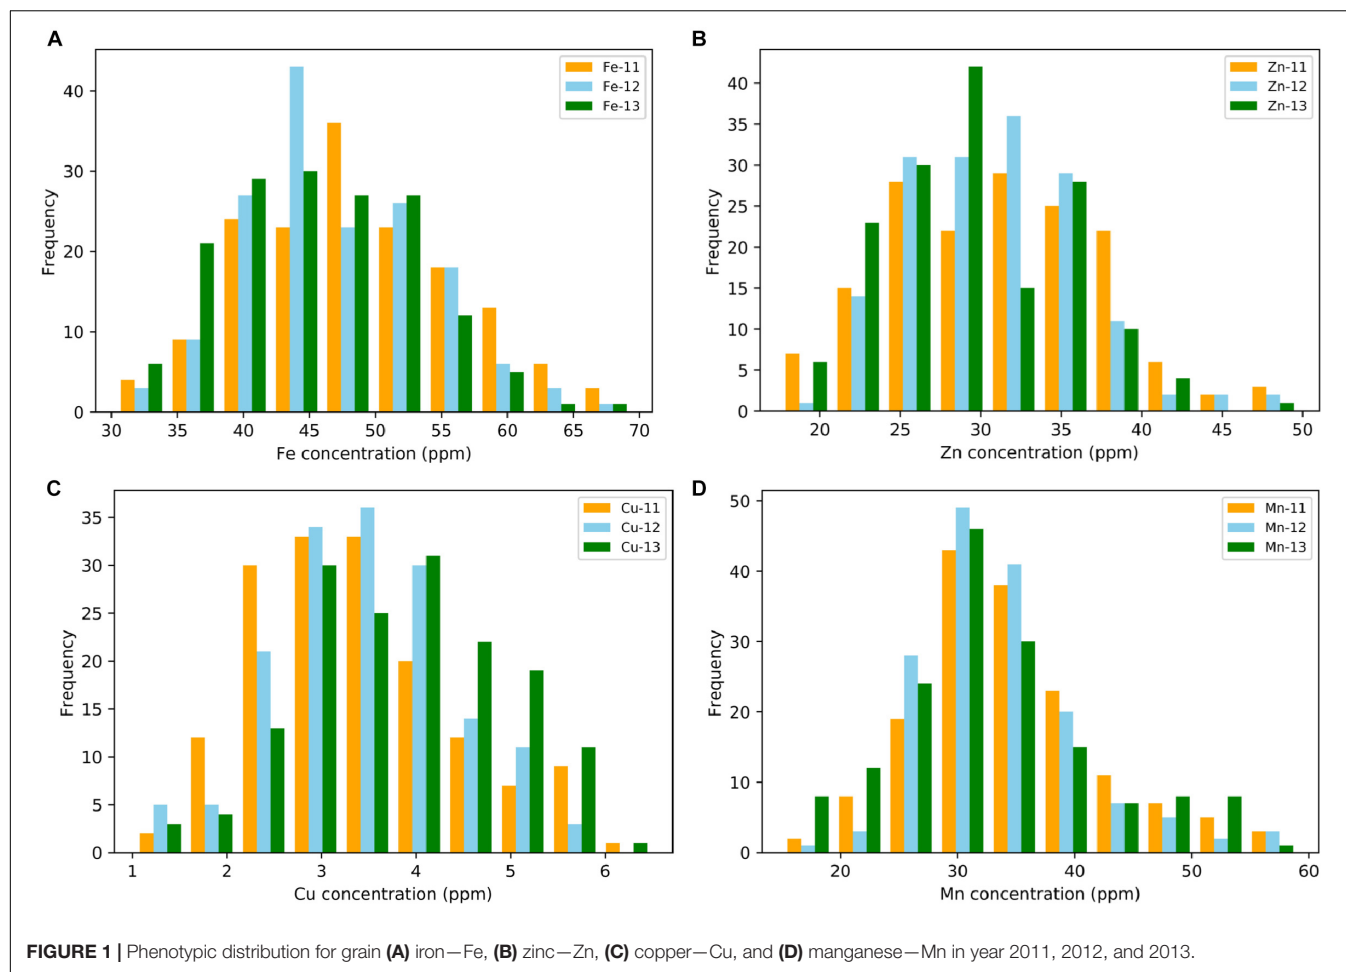 A
Frequency
40
30
20
10
0
Fe-11
Fe-12
Fe-13
30 35 40 45 50 55 60 65 70
Fe concentration (ppm)
B
Frequency
40
35
30
25
20
15
10
5
0
Zn-11
Zn-12
Zn-13
20 25 30 35 40 45 50
Zn concentration (ppm)
C
Frequency
35
30
25
20
15
10
5
0
Cu-11
Cu-12
Cu-13
1 2 3 4 5 6
Cu concentration (ppm)
D
Frequency
50
40
30
20
10
0
Mn-11
Mn-12
Mn-13
20 30 40 50 60
Mn concentration (ppm)
FIGURE 1 | Phenotypic distribution for grain (A) iron—Fe, (B) zinc—Zn, (C) copper—Cu, and (D) manganese—Mn in year 2011, 2012, and 2013.